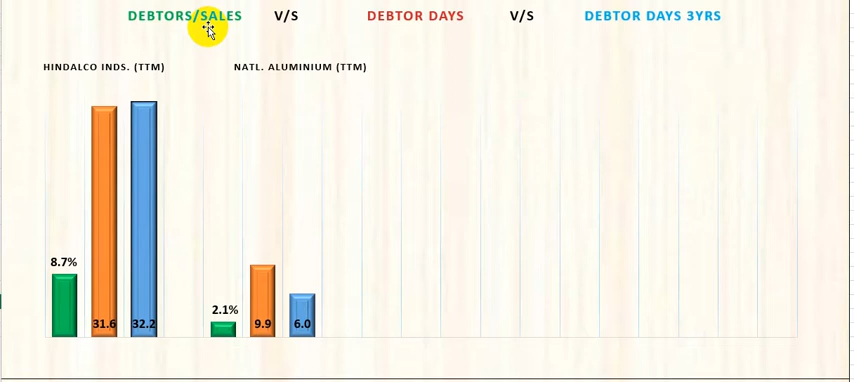 DEBTORS/SALES V/S DEBTOR DAYS V/S DEBTOR DAYS 3YRS
HINDALCO INDS. (TTM) NATL. ALUMINIUM (TTM)
8.7%
31.6 32.2
2.1%
9.9 6.0